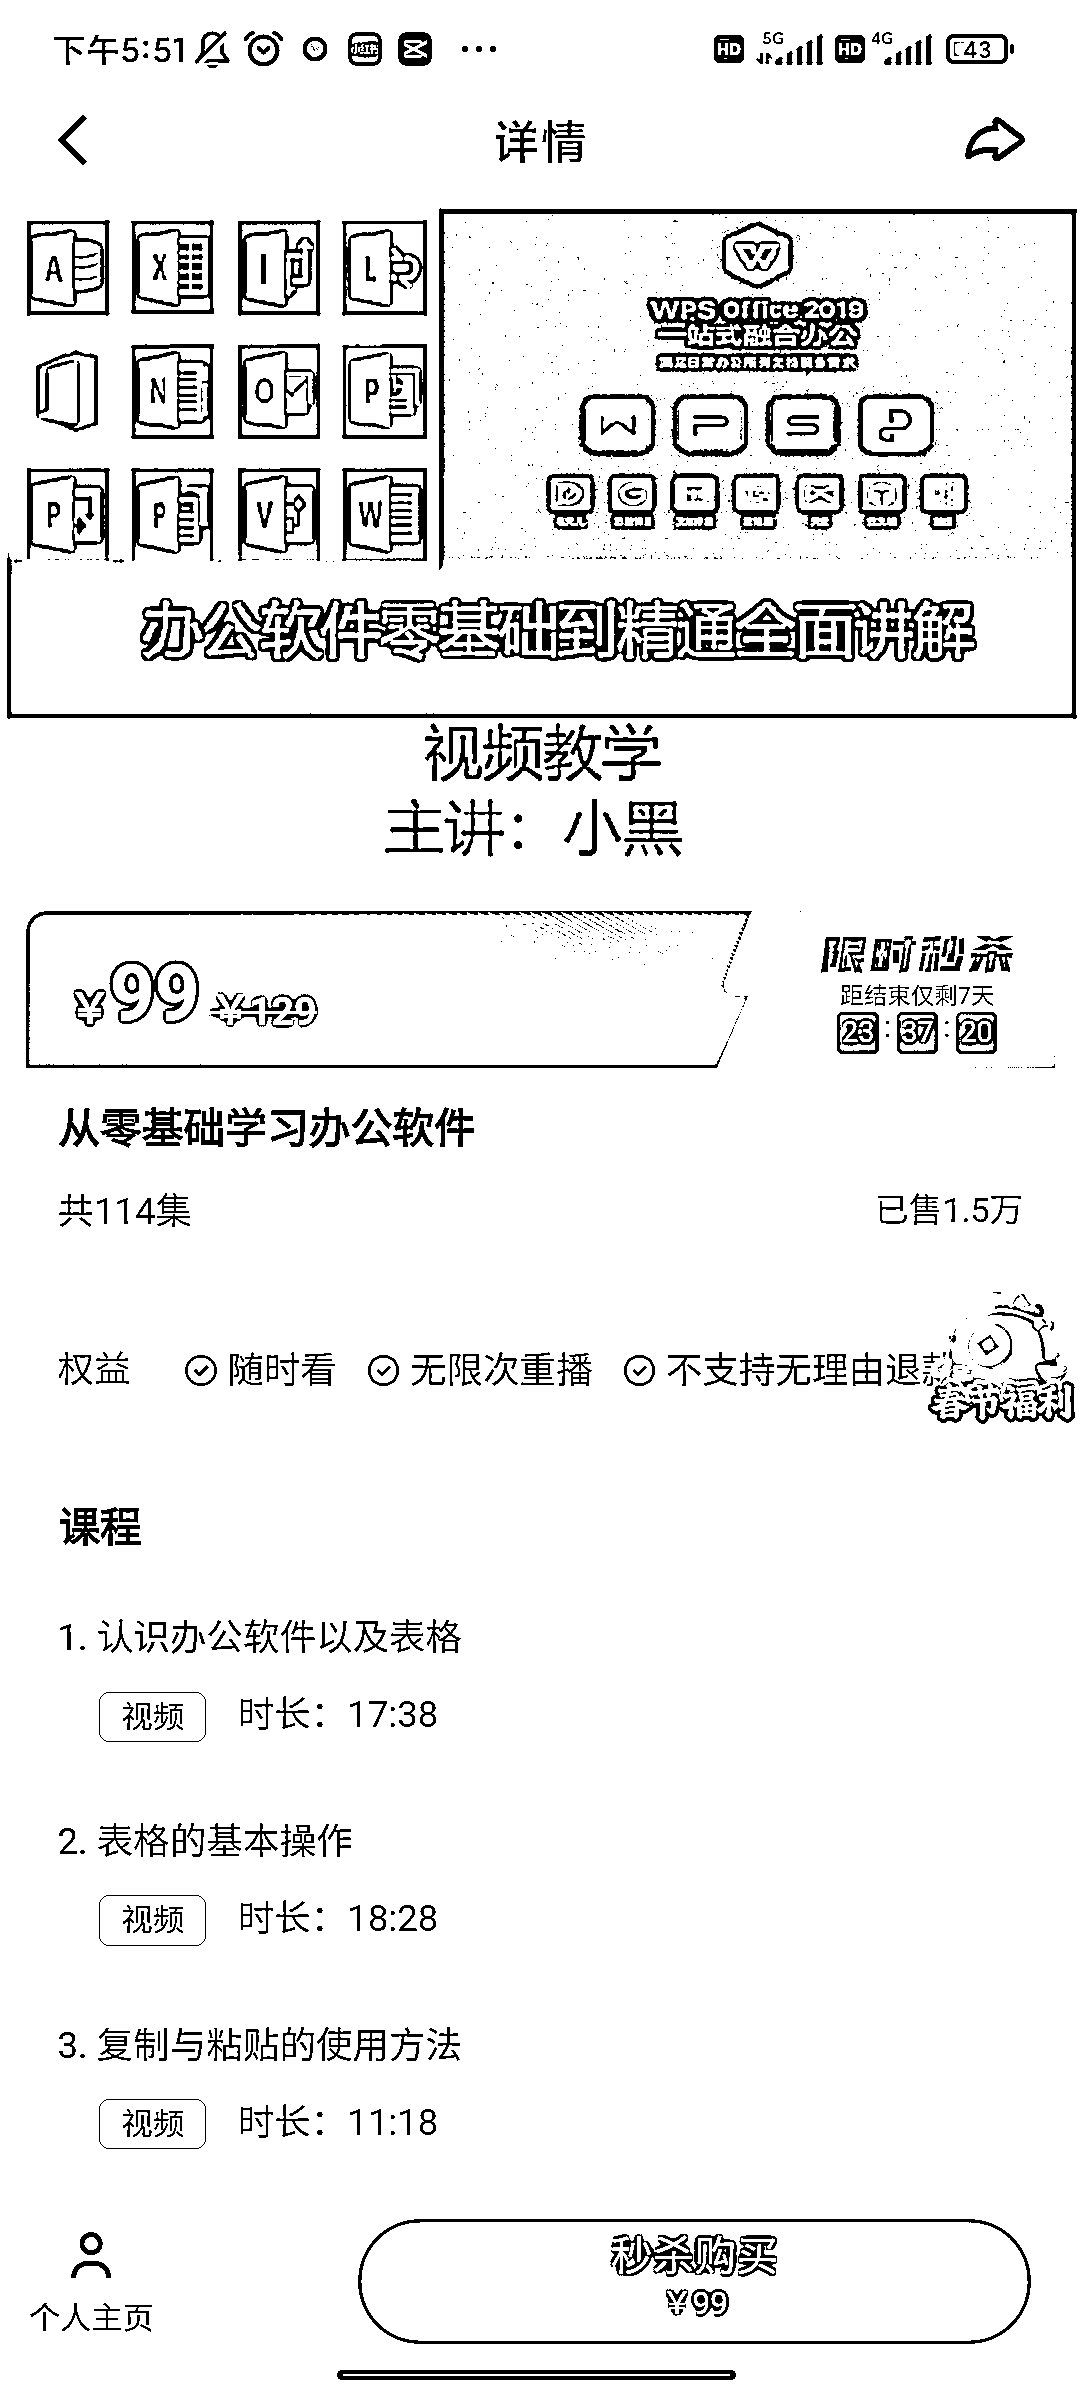 下午5:51
HD 5G HD 4G 43
详情
A X I L
N O P
P P V W
WPS Office 2019
一站式融合办公
办公软件零基础到精通全面讲解
视频教学
主讲：小黑
¥99 ¥129
限时秒杀
距结束仅剩7天
23:37:20
从零基础学习办公软件
共114集 已售1.5万
权益 随时看 无限次重播 不支持无理由退款
春节福利
课程
1. 认识办公软件以及表格
视频 时长：17:38
2. 表格的基本操作
视频 时长：18:28
3. 复制与粘贴的使用方法
视频 时长：11:18
个人主页
秒杀购买
¥99